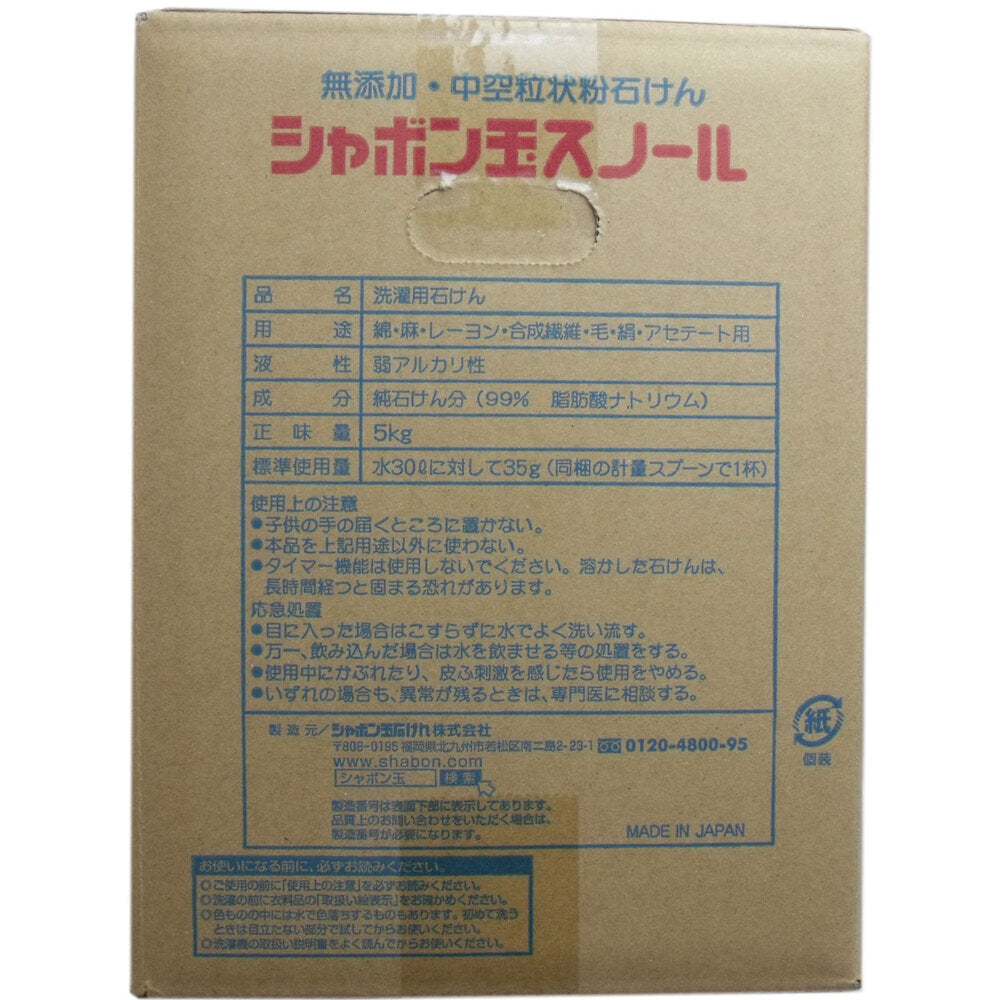 無添加・中空粒状粉石けん
シャボン玉スノール
品名 洗濯用石けん
用途 綿・麻・レーヨン・合成繊維・毛・絹・アセテート用
液性 弱アルカリ性
成分 純石けん分(99% 脂肪酸ナトリウム)
正味量 5kg
標準使用量 水30ℓに対して35g(同梱の計量スプーンで1杯)
使用上の注意
●子供の手の届くところに置かない。
●本品を上記用途以外に使わない。
●タイマー機能は使用しないでください。溶かした石けんは、
長時間経つと固まる恐れがあります。
応急処置
●目に入った場合はこすらずに水でよく洗い流す。
●万一、飲み込んだ場合は水を飲ませる等の処置をする。
●使用中にかぶれたり、皮ふ刺激を感じたら使用をやめる。
●いずれの場合も、異常が残るときは、専門医に相談する。
製造元/シャボン玉石けん株式会社
〒808-0195 福岡県北九州市若松区南二島2-23-1 0120-4800-95
www.shabon.com
シャボン玉 検索
製造番号は表面下部に表示してあります。
品質上のお問い合わせをいただく場合は、
製造番号が必要になります。
MADE IN JAPAN
紙
個装
お使いになる前に、必ずお読みください。
○ご使用の前に「使用上の注意」を必ずお読みください。
○洗濯の前に衣料品の「取扱い絵表示」をお確かめください。
○色ものの中には水で色落ちするものもあります。初めて洗う
ときは目立たない部分で試してからお使いください。
○洗濯機の取扱い説明書をよく読んでからお使いください。